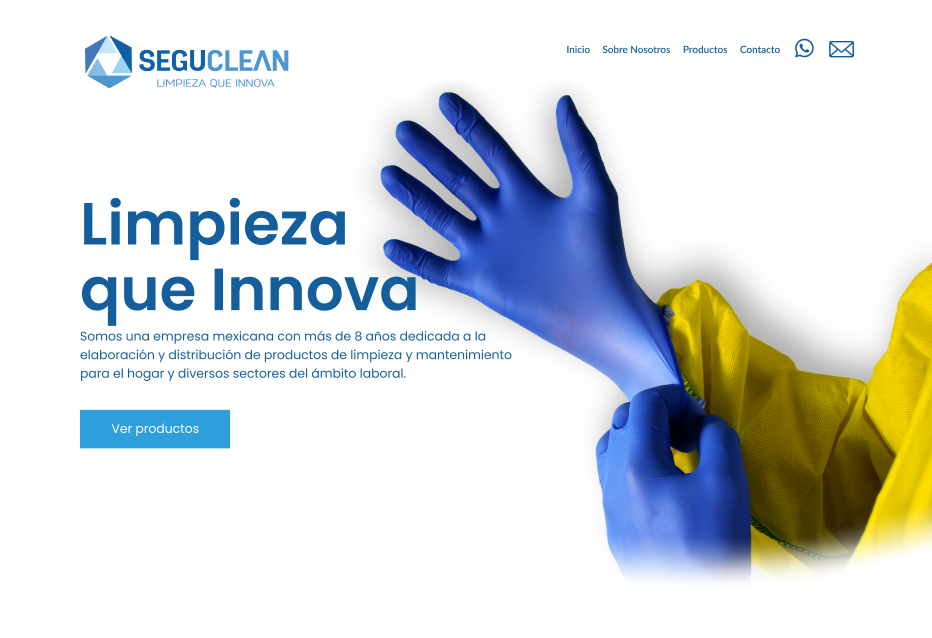 SEGUCLEAN
LIMPIEZA QUE INNOVA
Inicio
Sobre Nosotros
Productos
Contacto
Limpieza
que Innova
Somos una empresa mexicana con más de 8 años dedicada a la
elaboración y distribución de productos de limpieza y mantenimiento
para el hogar y diversos sectores del ámbito laboral.
Ver productos